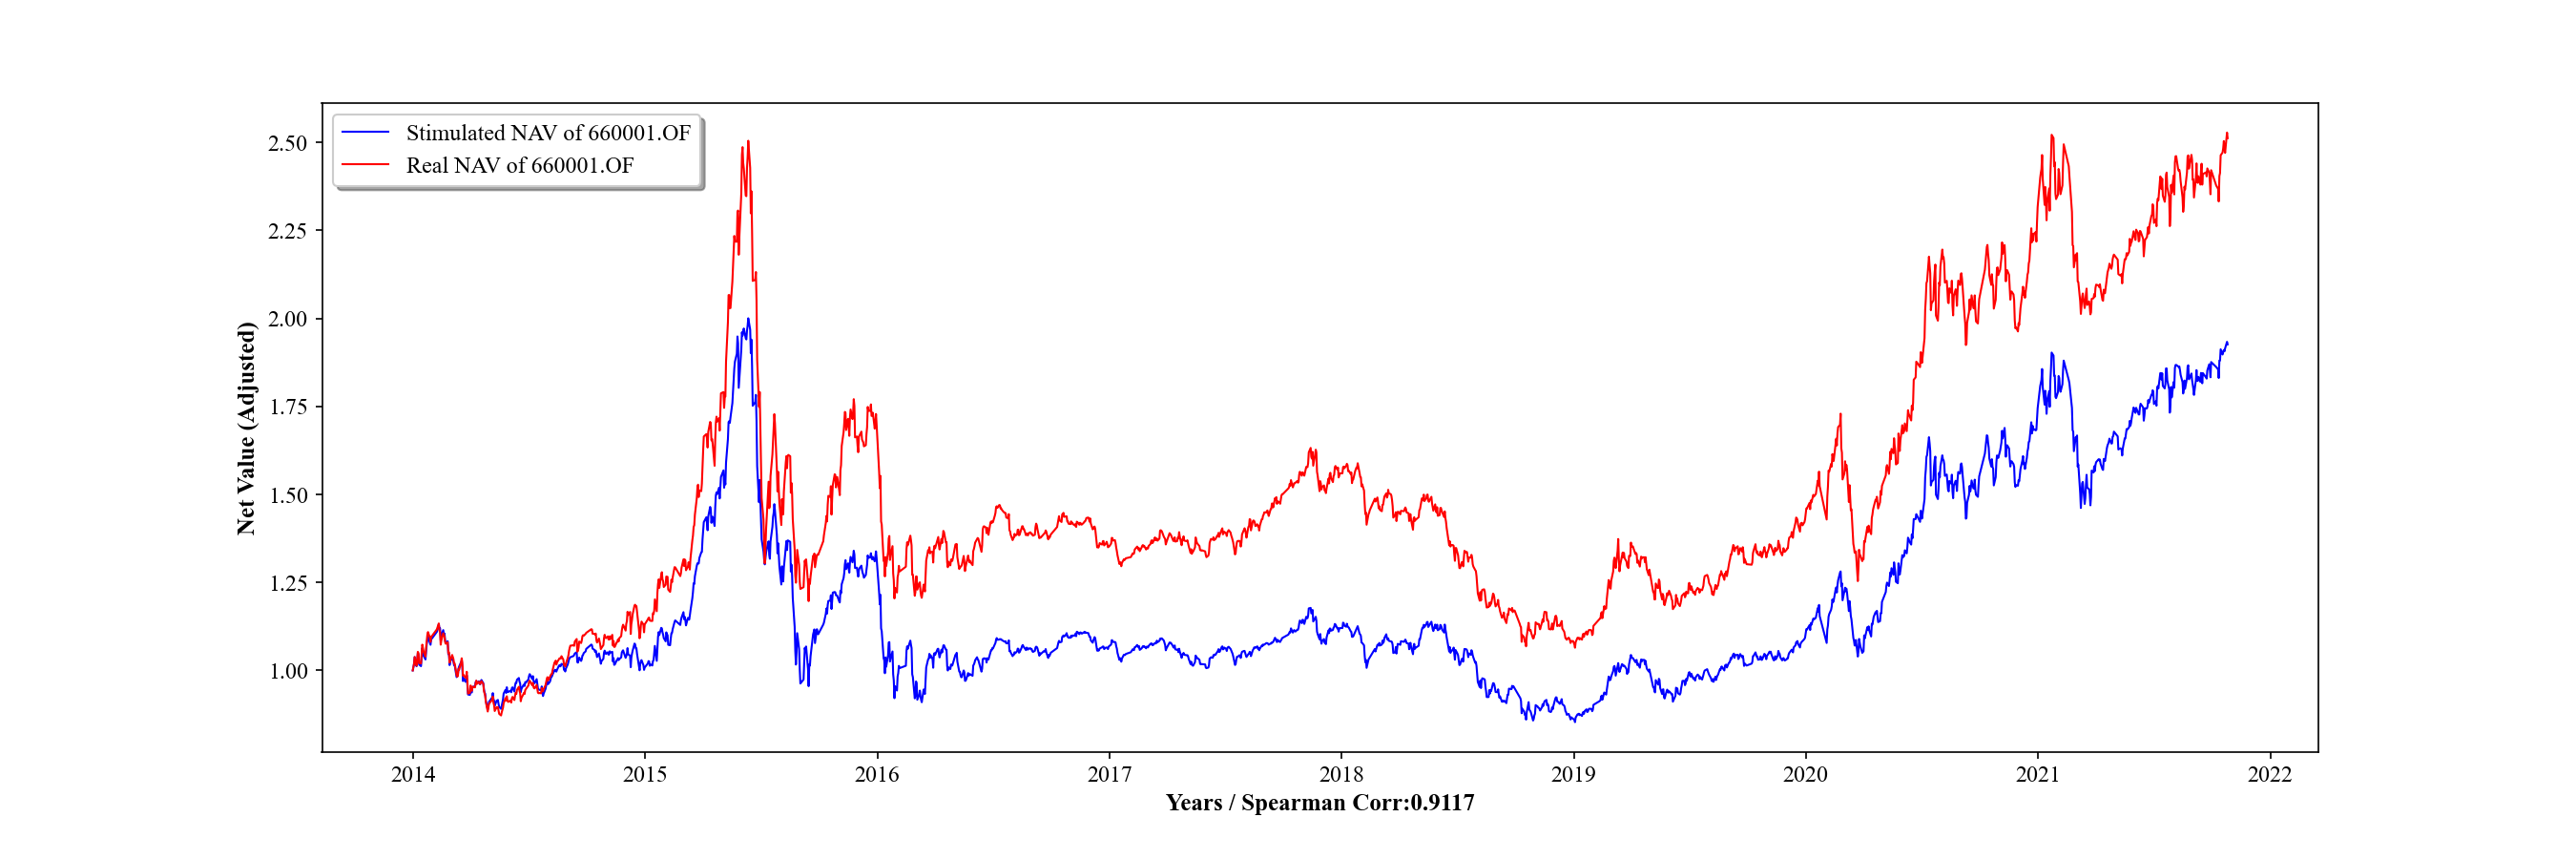 Stimulated NAV of 660001.OF
Real NAV of 660001.OF
2.50
2.25
2.00
1.75
1.50
1.25
1.00
Net Value (Adjusted)
2014 2015 2016 2017 2018 2019 2020 2021 2022
Years / Spearman Corr:0.9117